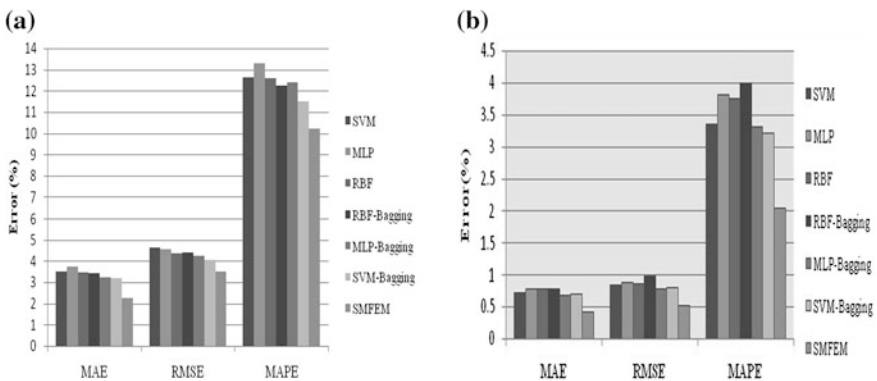 (a)
14
13
12
11
10
9
8
7
6
5
4
3
2
1
0
Error (%)
MAE
RMSE
MAPE
SVM
MLP
RBF
RBF-Bagging
MLP-Bagging
SVM-Bagging
SMFEM
(b)
4.5
4
3.5
3
2.5
2
1.5
1
0.5
0
Error (%)
MAE
RMSE
MAPE
SVM
MLP
RBF
RBF-Bagging
MLP-Bagging
SVM-Bagging
SMFEM